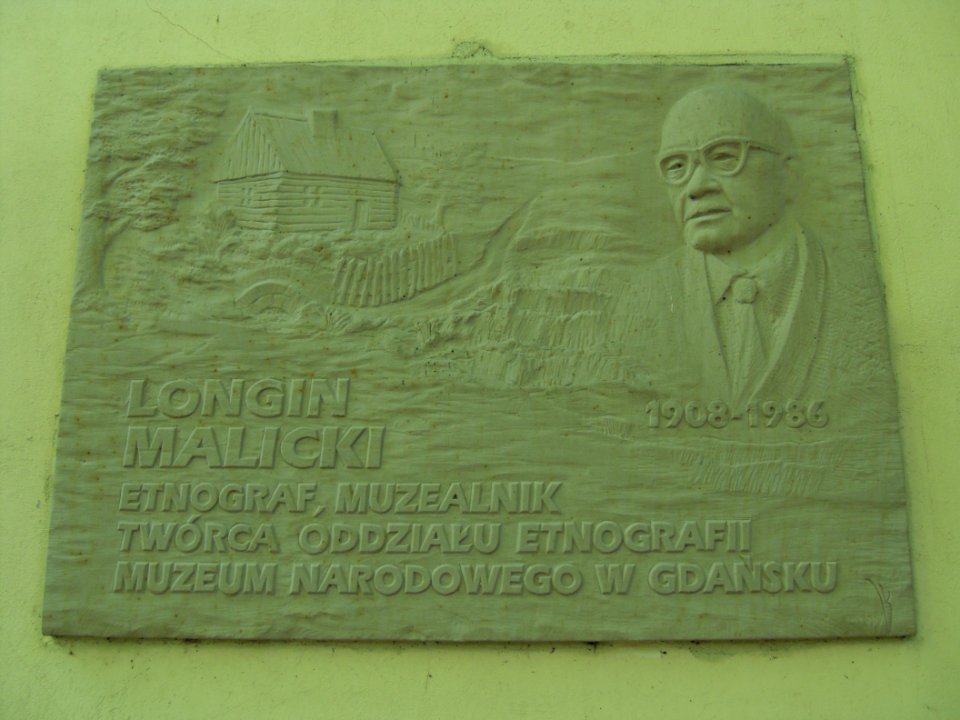 LONGIN
MALICKI
1908-1986
ETNOGRAF, MUZEALNIK
TWÓRCA ODDZIAŁU ETNOGRAFII
MUZEUM NARODOWEGO W GDAŃSKU